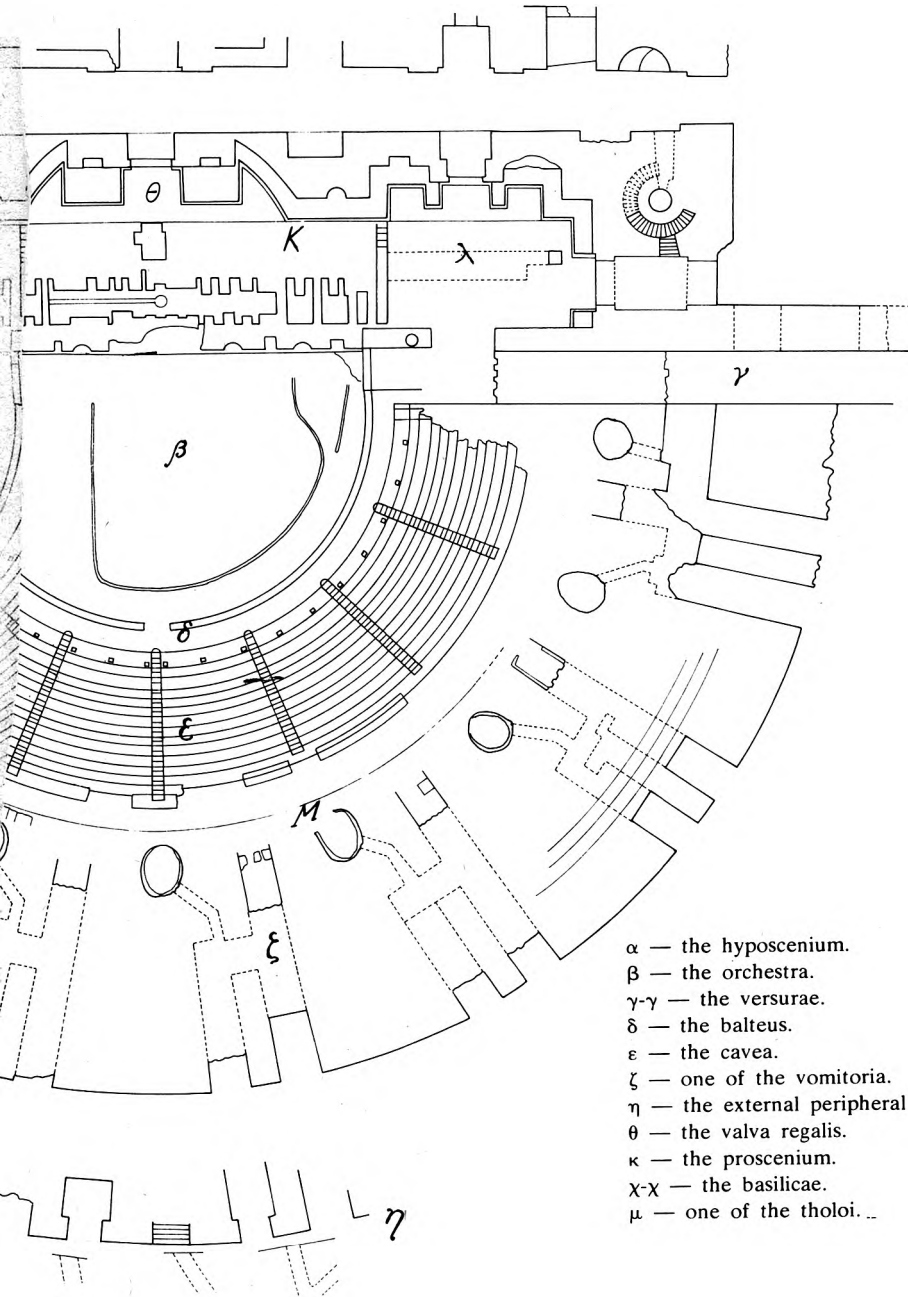 θ
K
λ
γ
β
δ
ε
M
ξ
η
α — the hyposcenium.
β — the orchestra.
γ-γ — the versurae.
δ — the balteus.
ε — the cavea.
ζ — one of the vomitoria.
η — the external peripheral
θ — the valva regalis.
κ — the proscenium.
χ-χ — the basilicae.
μ — one of the tholoi.